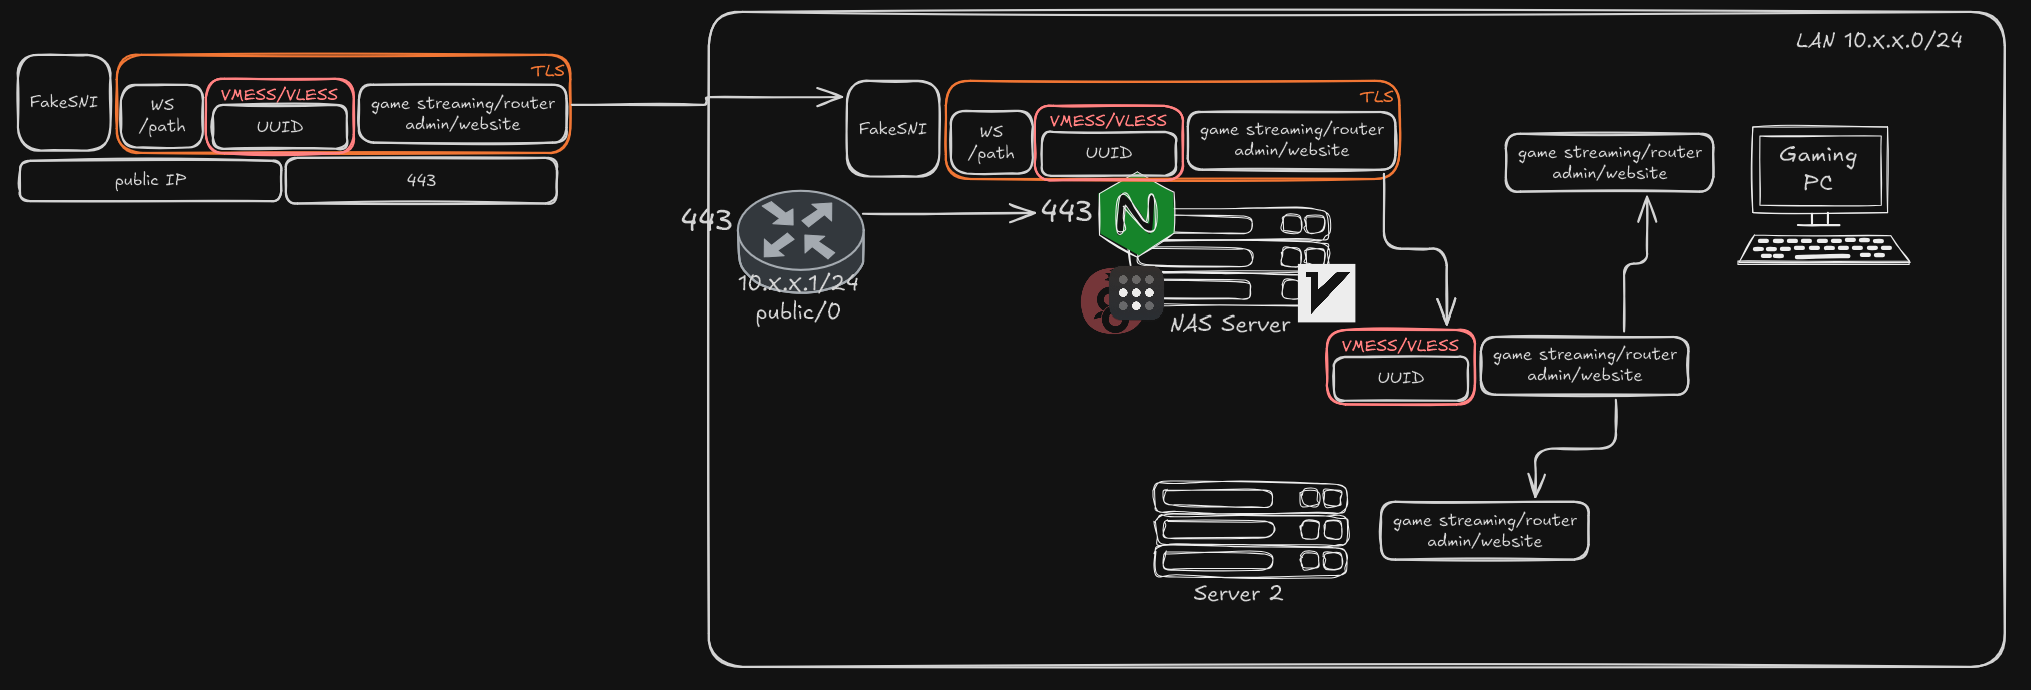 LAN 10.x.x.0/24
FakeSNI
TLS
WS
/path
VMESS/VLESS
UUID
game streaming/router
admin/website
public IP
443
FakeSNI
TLS
WS
/path
VMESS/VLESS
UUID
game streaming/router
admin/website
443
10.x.x.1/24
public/0
443
N
NAS Server
game streaming/router
admin/website
Gaming
PC
VMESS/VLESS
UUID
game streaming/router
admin/website
game streaming/router
admin/website
Server 2